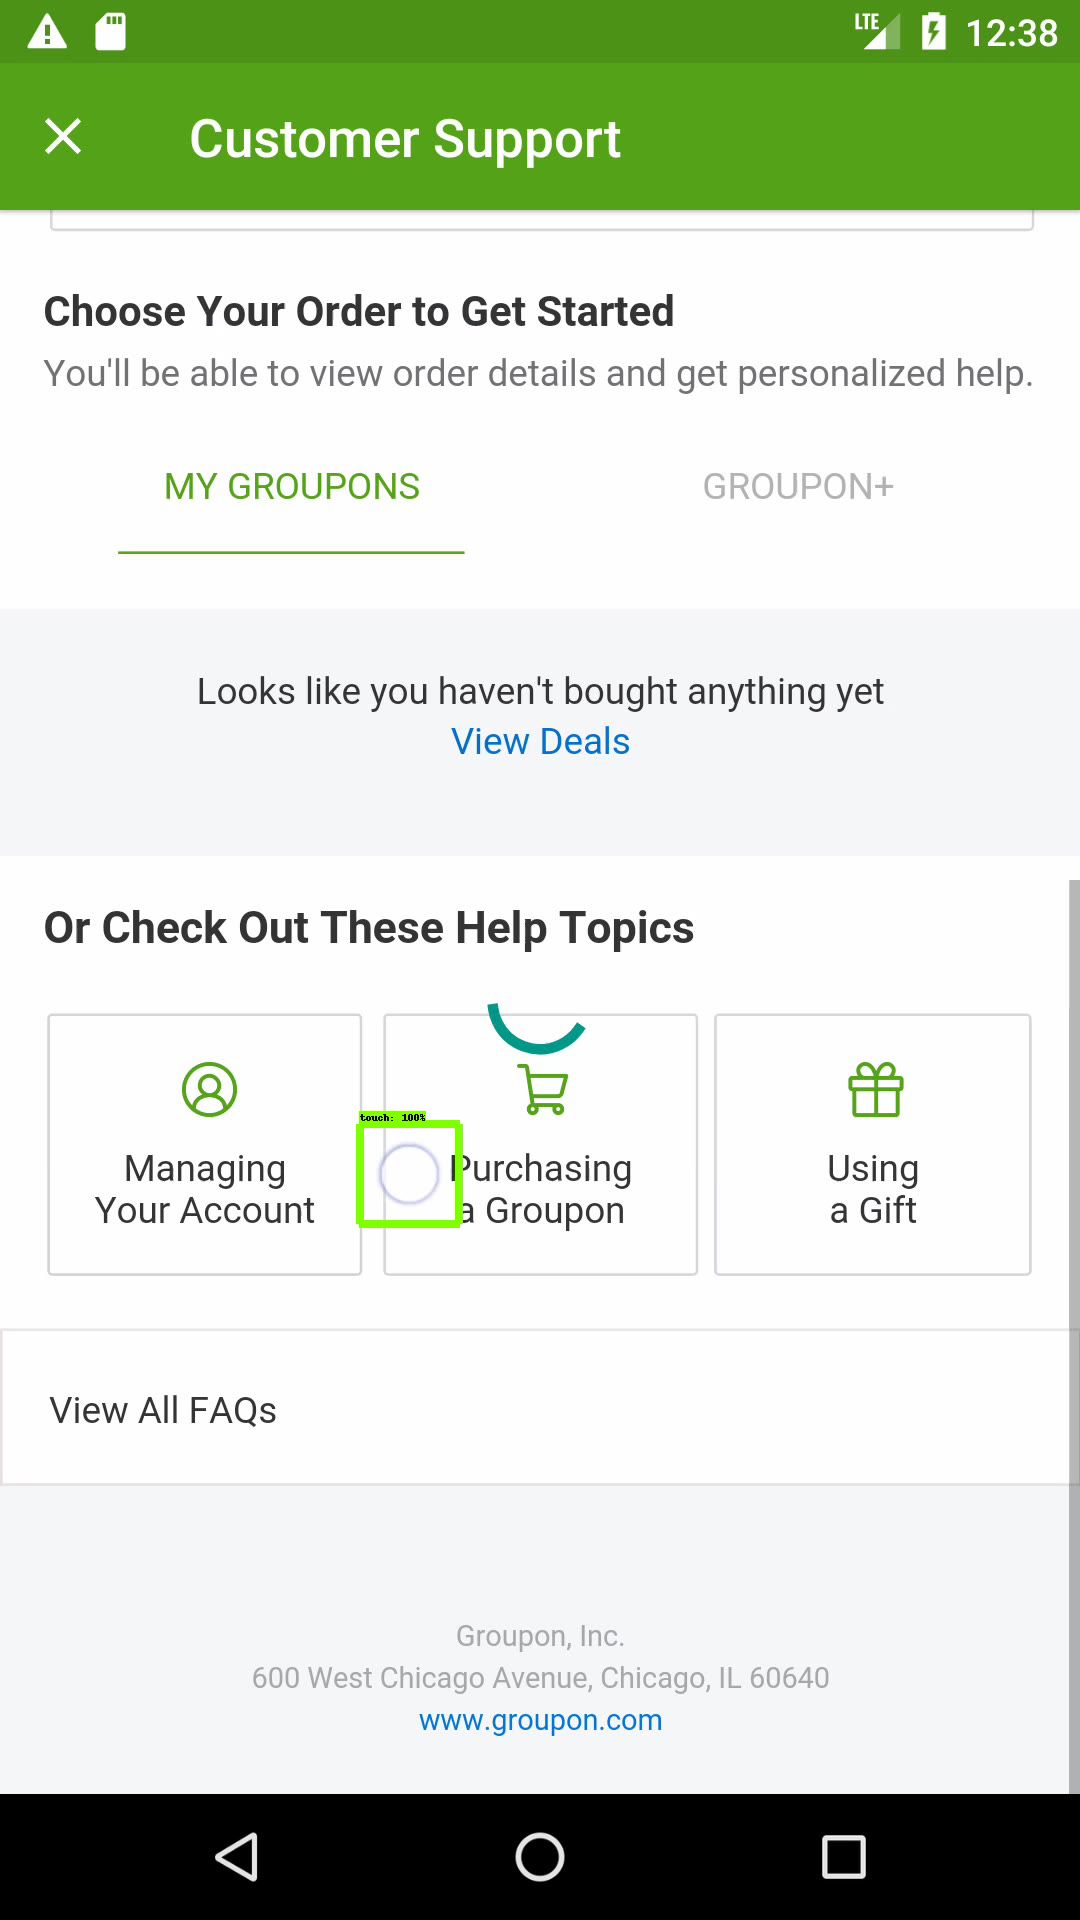 LTE 12:38
Customer Support
Choose Your Order to Get Started
You'll be able to view order details and get personalized help.
MY GROUPONS GROUPON+
Looks like you haven't bought anything yet
View Deals
Or Check Out These Help Topics
touch: 100%
Managing
Your Account
Purchasing
a Groupon
Using
a Gift
View All FAQs
Groupon, Inc.
600 West Chicago Avenue, Chicago, IL 60640
www.groupon.com